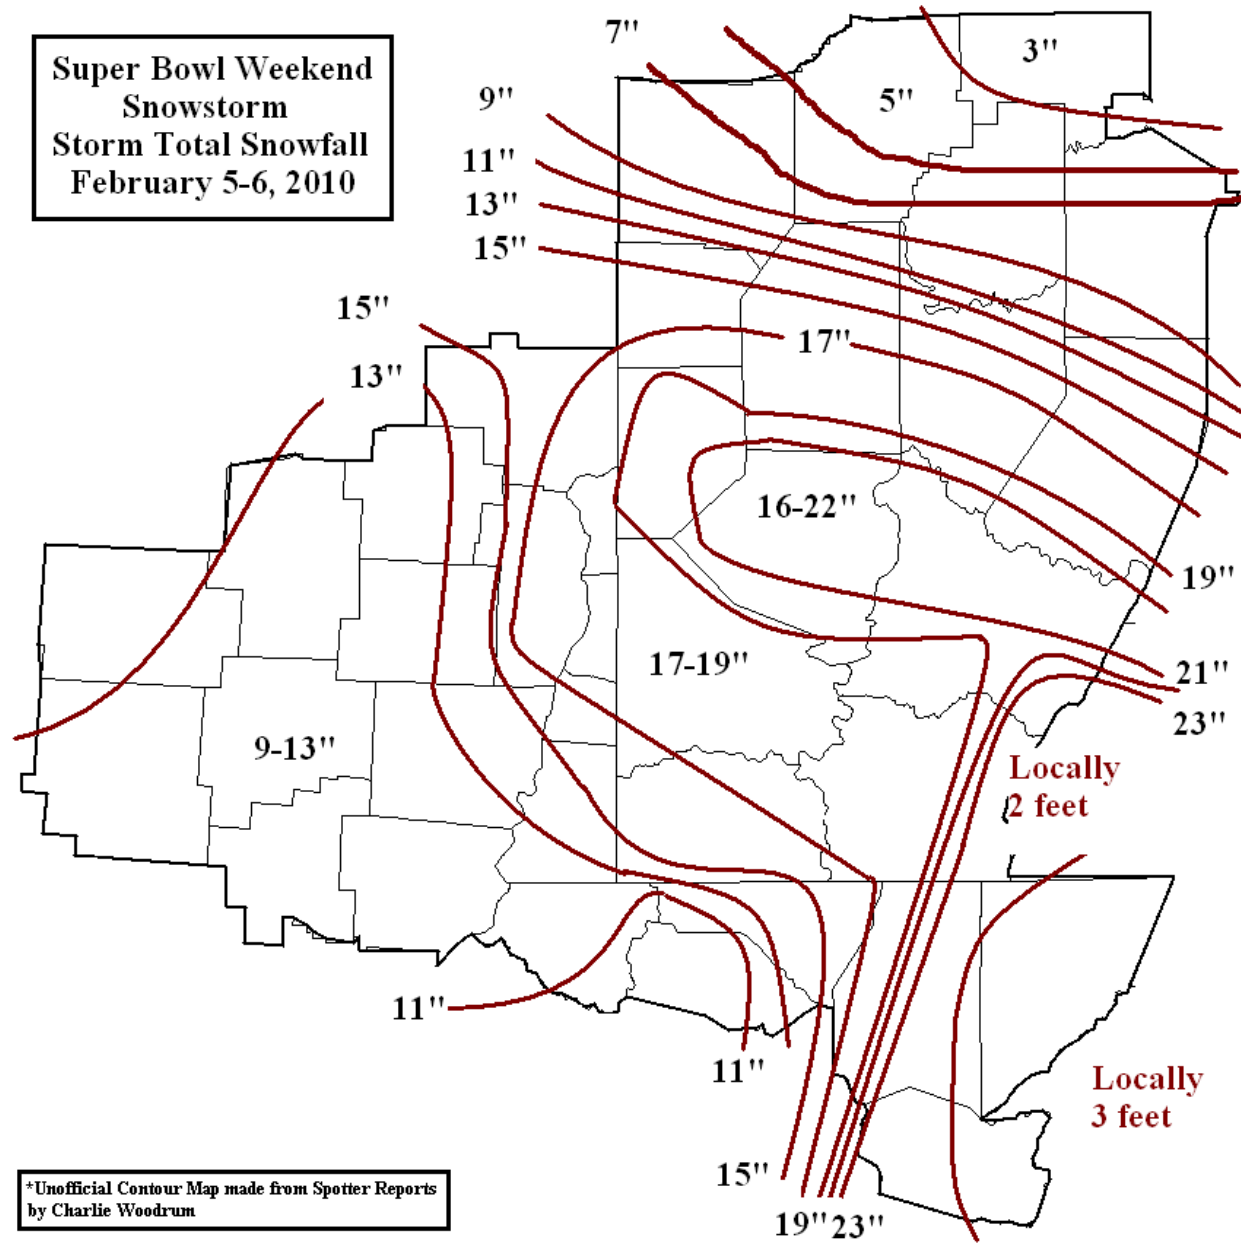 Super Bowl Weekend
Snowstorm
Storm Total Snowfall
February 5-6, 2010
7"
3"
5"
9"
11"
13"
15"
15"
17"
13"
16-22"
19"
17-19"
21"
23"
9-13"
Locally
2 feet
11"
11"
Locally
3 feet
15"
19"
23"
*Unofficial Contour Map made from Spotter Reports
by Charlie Woodrum